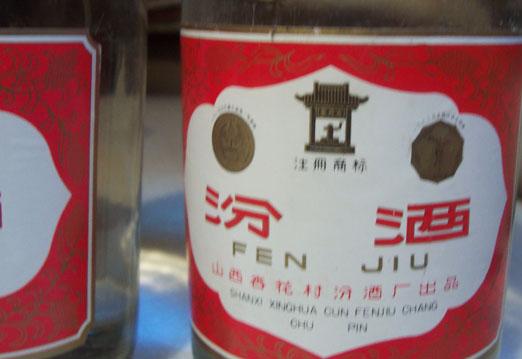 注冊商标
汾 酒
FEN JIU
山西杏花村汾酒厂出品
SHANXI XINGHUA CUN FENJIU CHANG
CHU PIN